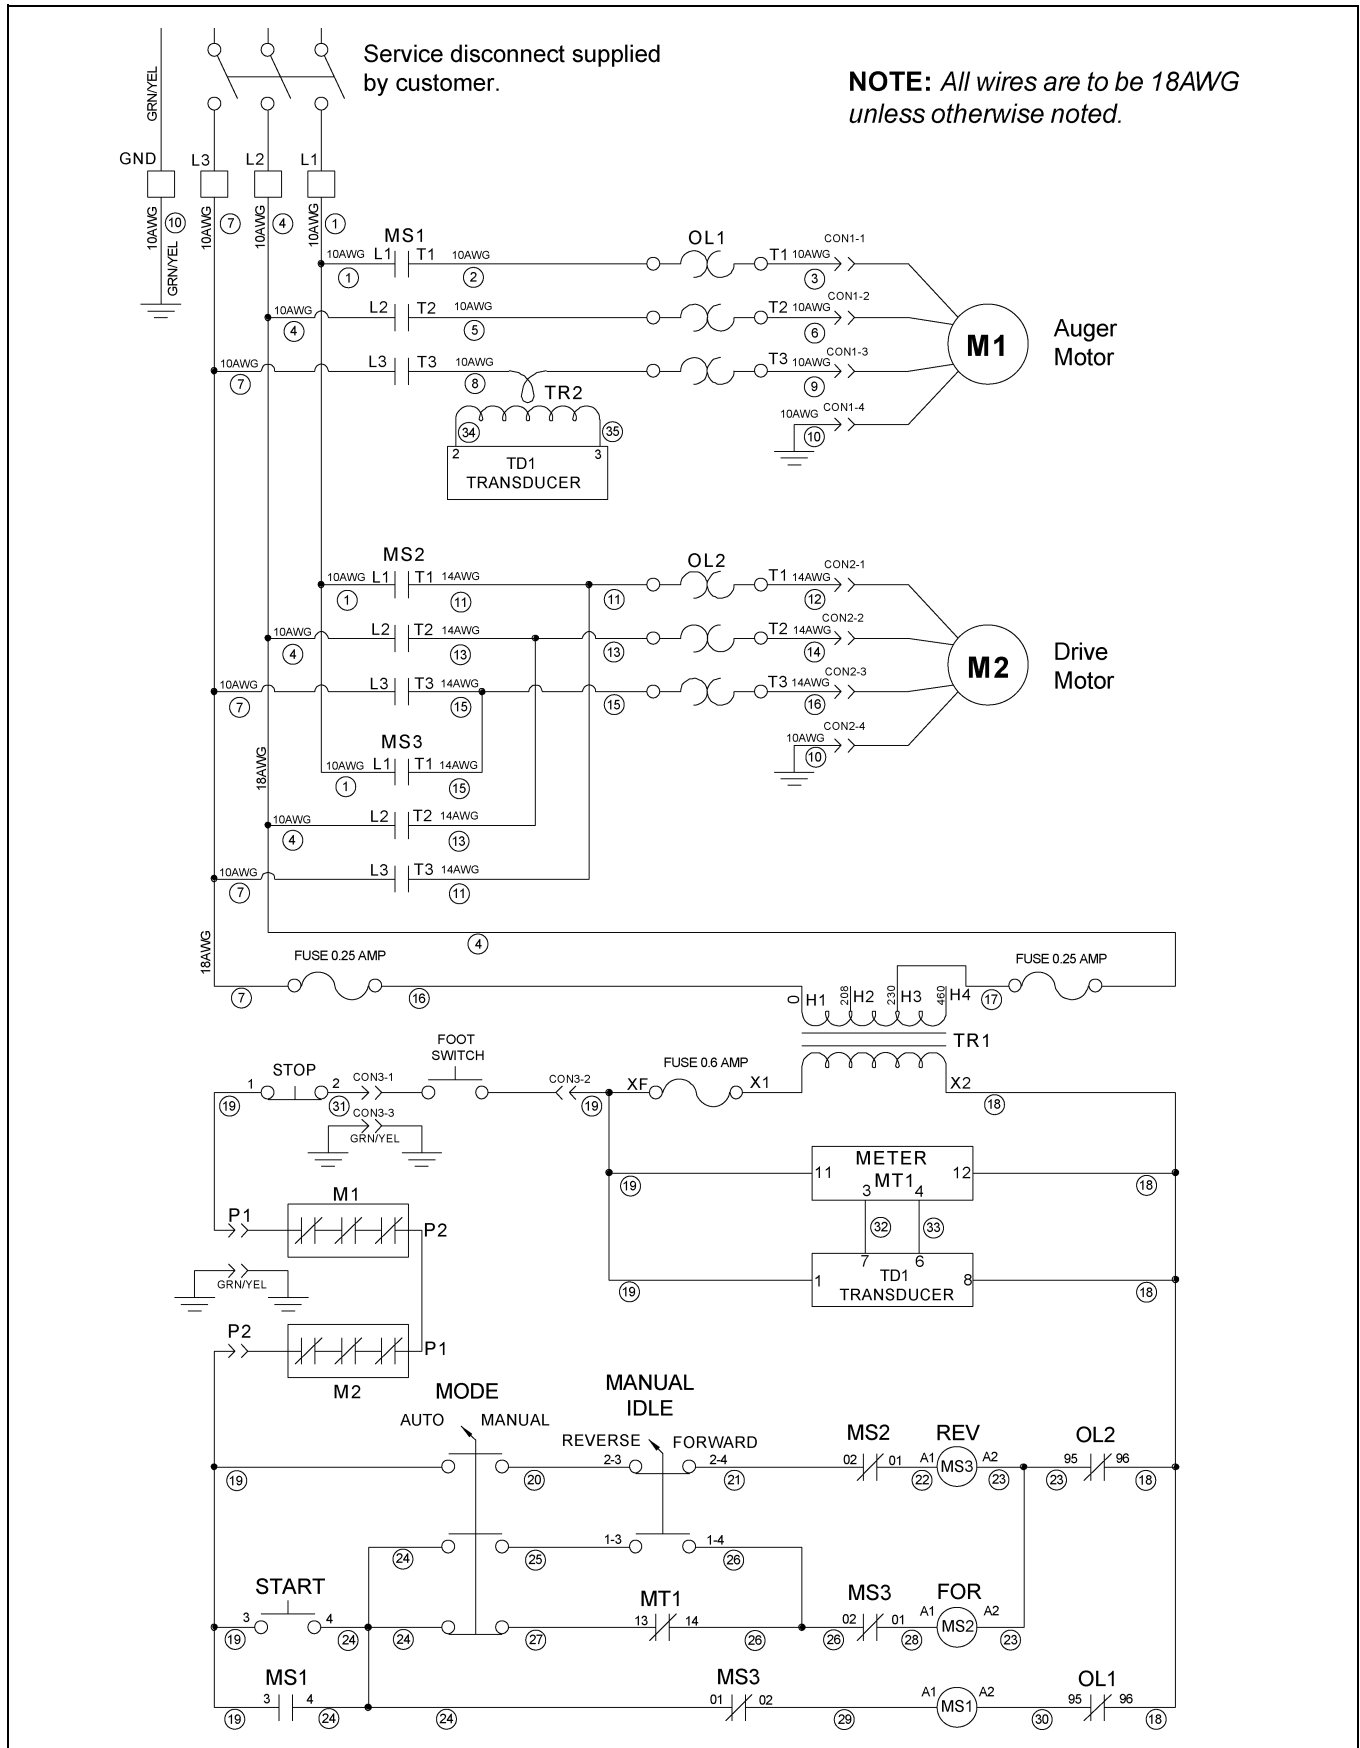 Service disconnect supplied
by customer.
NOTE: All wires are to be 18AWG
unless otherwise noted.
GRN/YEL
GND L3 L2 L1
10AWG 10 10AWG 7 10AWG 4 10AWG 1
GRN/YEL
MS1 OL1 CON1-1
10AWG L1 T1 10AWG T1 10AWG
1 2 3
CON1-2
10AWG L2 T2 10AWG T2 10AWG
4 5 6
CON1-3
10AWG L3 T3 10AWG T3 10AWG
7 8 9
M1
Auger
Motor
TR2
10AWG CON1-4
34 35 10
2 3
TD1
TRANSDUCER
MS2 OL2 CON2-1
10AWG L1 T1 14AWG T1 14AWG
1 11 11 12
CON2-2
10AWG L2 T2 14AWG T2 14AWG
4 13 13 14
CON2-3
10AWG L3 T3 14AWG T3 14AWG
7 15 15 16
M2
Drive
Motor
CON2-4
10AWG
10
MS3
18AWG
10AWG L1 T1 14AWG
1 15
10AWG L2 T2 14AWG
4 13
10AWG L3 T3 14AWG
7 11
18AWG
4
FUSE 0.25 AMP FUSE 0.25 AMP
7 16 17
0 H1 208 H2 230 H3 460 H4
TR1
FOOT
SWITCH
STOP
FUSE 0.6 AMP
1 2 CON3-1 CON3-2 XF X1 X2
19 31 19 18
CON3-3
GRN/YEL
METER
MT1
11 12
3 4
19 18
32 33
7 6
TD1
TRANSDUCER
1 8
19 18
M1
P1 P2
GRN/YEL
P2 P1
M2
MODE
AUTO MANUAL
MANUAL
IDLE
REVERSE FORWARD
MS2 REV OL2
2-3 2-4 02 01 A1 MS3 A2 95 96
19 20 21 22 23 23 18
1-3 1-4
24 25 26
START MT1 MS3 FOR
3 4 13 14 02 01 A1 MS2 A2
19 24 24 27 26 26 28 23
MS1 MS3 OL1
3 4 01 02 A1 MS1 A2 95 96
19 24 24 29 30 18